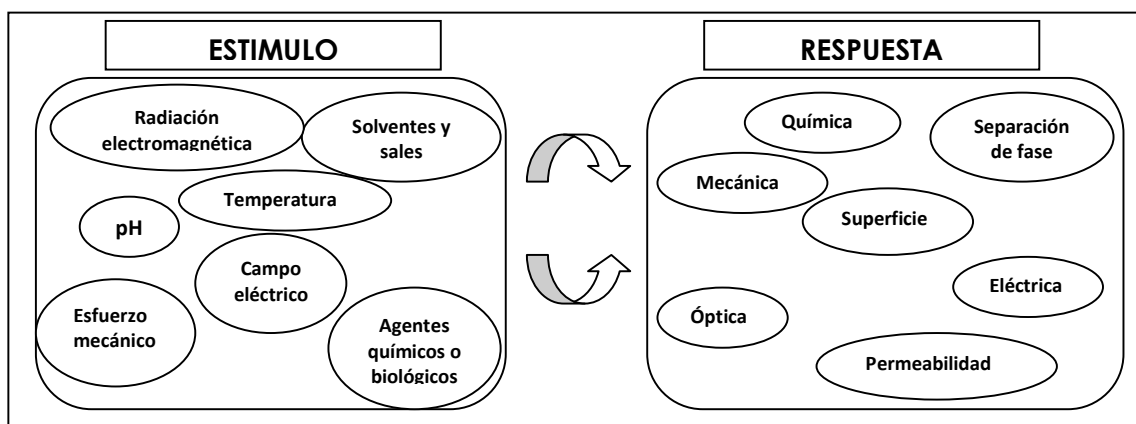 ESTIMULO
Radiación
electromagnética
Solventes y
sales
Temperatura
pH
Campo
eléctrico
Esfuerzo
mecánico
Agentes
químicos o
biológicos
RESPUESTA
Química
Separación
de fase
Mecánica
Superficie
Eléctrica
Óptica
Permeabilidad